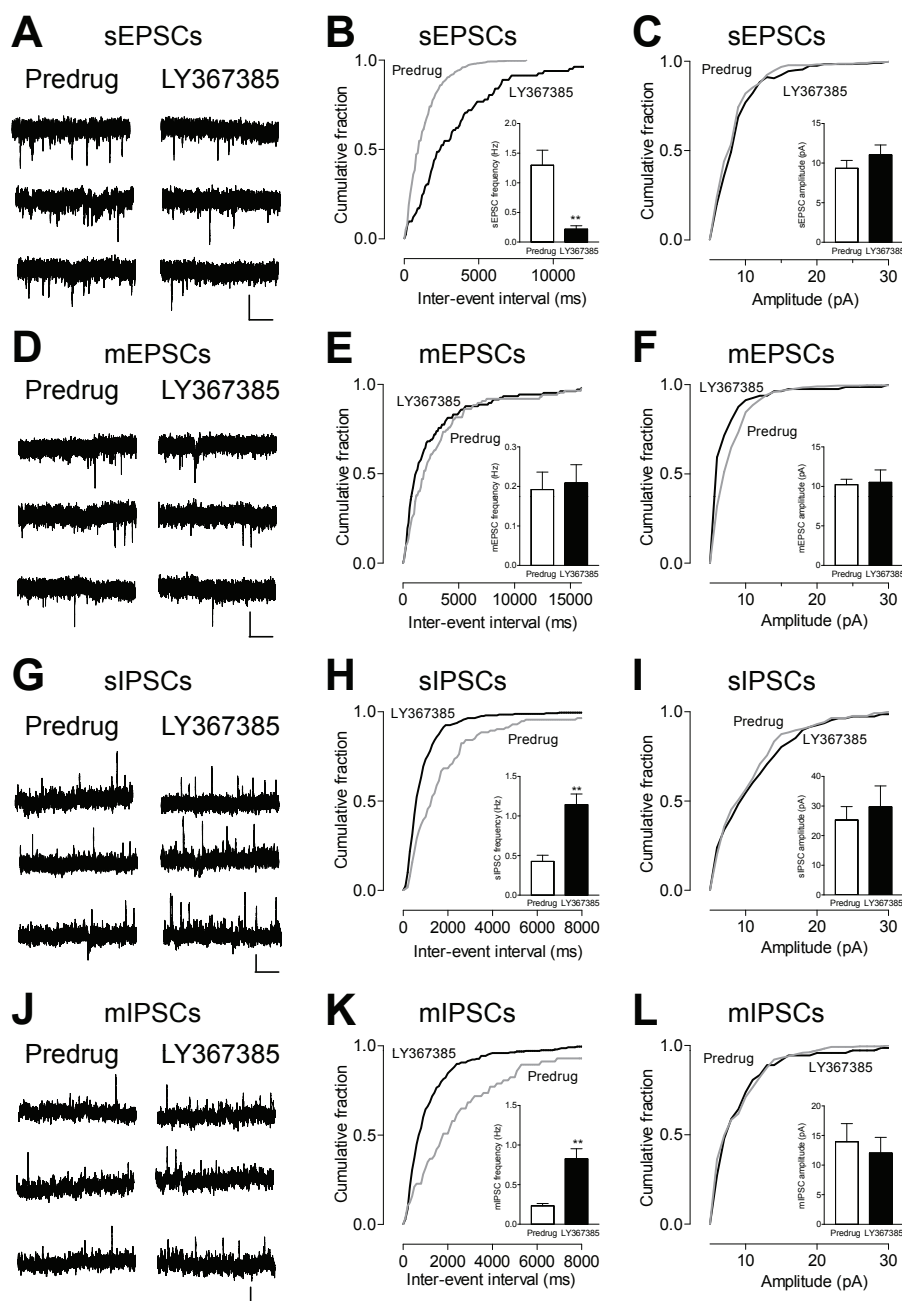 A sEPSCs
Predrug LY367385
B sEPSCs
1.0
Predrug
LY367385
Cumulative fraction
0.5
0.0
0 5000 10000
Inter-event interval (ms)
2.0
1.5
1.0
0.5
0.0
sEPSC frequency (Hz)
**
Predrug LY367385
C sEPSCs
1.0
Predrug
LY367385
Cumulative fraction
0.5
0.0
10 20 30
Amplitude (pA)
15
10
5
0
sEPSC amplitude (pA)
Predrug LY367385
D mEPSCs
Predrug LY367385
E mEPSCs
1.0
LY367385
Predrug
Cumulative fraction
0.5
0.0
0 5000 10000 15000
Inter-event interval (ms)
0.3
0.2
0.1
0.0
mEPSC frequency (Hz)
Predrug LY367385
F mEPSCs
1.0
LY367385
Predrug
Cumulative fraction
0.5
0.0
10 20 30
Amplitude (pA)
15
10
5
0
mEPSC amplitude (pA)
Predrug LY367385
G sIPSCs
Predrug LY367385
H sIPSCs
1.0
LY367385
Predrug
Cumulative fraction
0.5
0.0
0 2000 4000 6000 8000
Inter-event interval (ms)
1.5
1.0
0.5
0.0
sIPSC frequency (Hz)
**
Predrug LY367385
I sIPSCs
1.0
Predrug
LY367385
Cumulative fraction
0.5
0.0
10 20 30
Amplitude (pA)
40
30
20
10
0
sIPSC amplitude (pA)
Predrug LY367385
J mIPSCs
Predrug LY367385
K mIPSCs
1.0
LY367385
Predrug
Cumulative fraction
0.5
0.0
0 2000 4000 6000 8000
Inter-event interval (ms)
1.5
1.0
0.5
0.0
mIPSC frequency (Hz)
**
Predrug LY367385
L mIPSCs
1.0
Predrug
LY367385
Cumulative fraction
0.5
0.0
10 20 30
Amplitude (pA)
20
15
10
5
0
mIPSC amplitude (pA)
Predrug LY367385